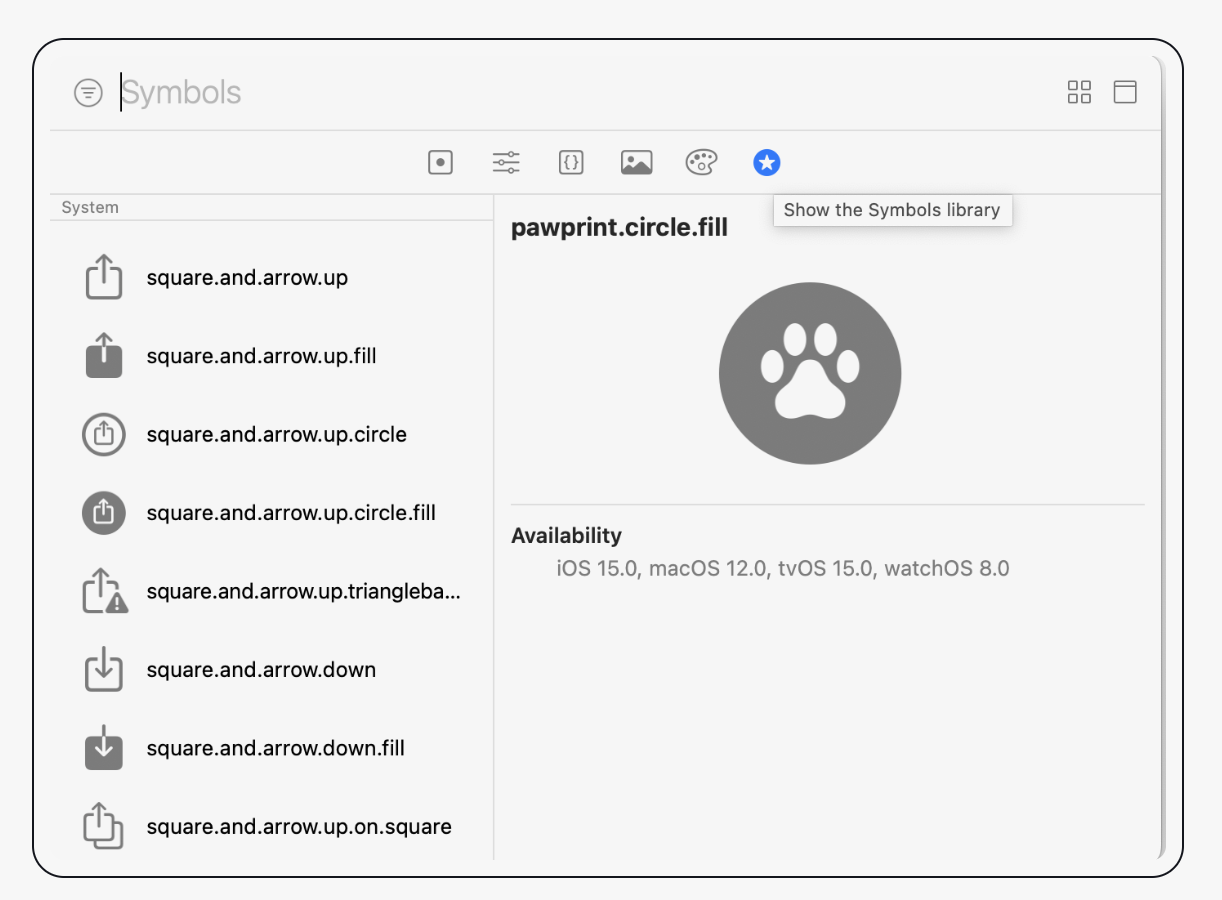 Symbols
System
square.and.arrow.up
square.and.arrow.up.fill
square.and.arrow.up.circle
square.and.arrow.up.circle.fill
square.and.arrow.up.triangleba...
square.and.arrow.down
square.and.arrow.down.fill
square.and.arrow.up.on.square
Show the Symbols library
pawprint.circle.fill
Availability
iOS 15.0, macOS 12.0, tvOS 15.0, watchOS 8.0